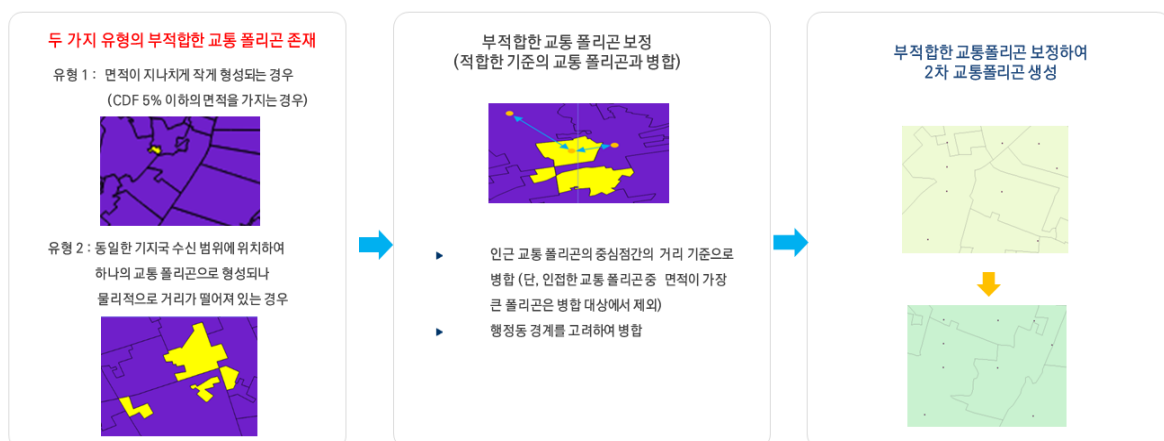 두 가지 유형의 부적합한 교통 폴리곤 존재
유형 1 : 면적이 지나치게 작게 형성되는 경우
(CDF 5% 이하의 면적을 가지는 경우)
유형 2 : 동일한 기지국 수신 범위에 위치하여
하나의 교통 폴리곤으로 형성되나
물리적으로 거리가 떨어져 있는 경우
부적합한 교통 폴리곤 보정
(적합한 기준의 교통 폴리곤과 병합)
인근 교통 폴리곤의 중심점간의 거리 기준으로
병합 (단, 인접한 교통 폴리곤 중 면적이 가장
큰 폴리곤은 병합 대상에서 제외)
행정동 경계를 고려하여 병합
부적합한 교통폴리곤 보정하여
2차 교통폴리곤 생성